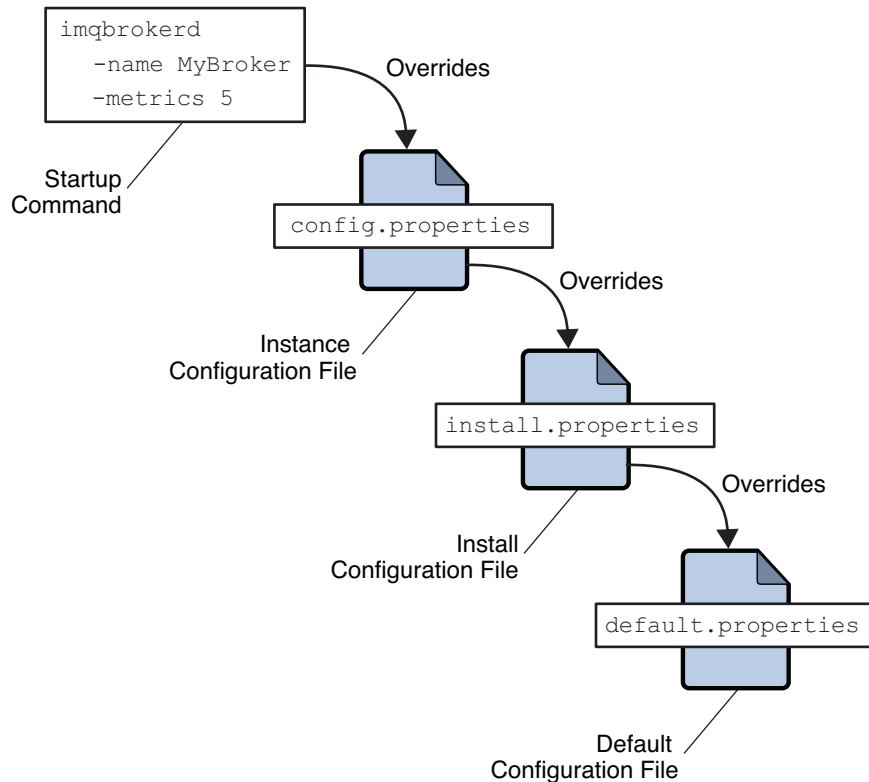 imqbrokerd
-name MyBroker
-metrics 5
Overrides
Startup
Command
config.properties
Overrides
Instance
Configuration File
install.properties
Overrides
Install
Configuration File
default.properties
Default
Configuration File